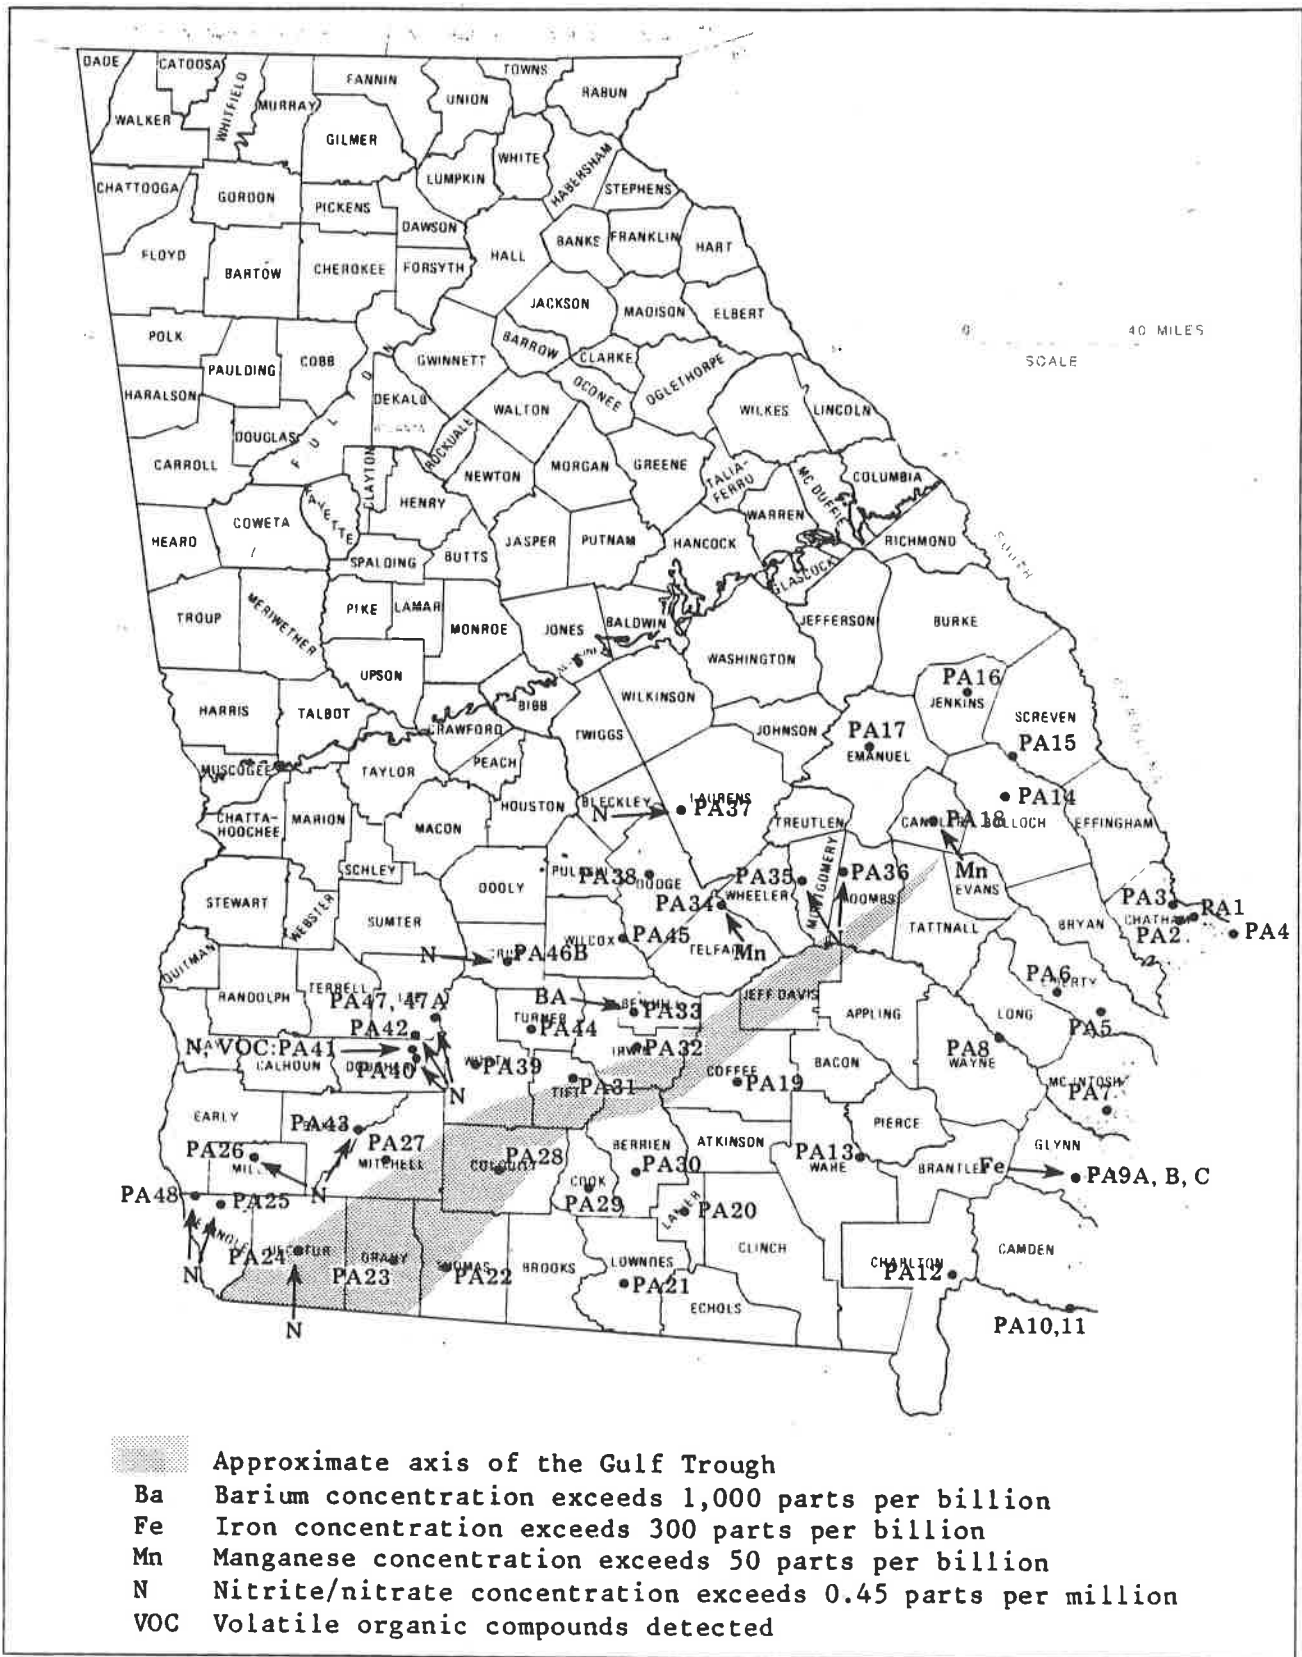 DADE
CATOOSA
WHITFIELD
MURRAY
FANNIN
TOWNS
RABUN
UNION
WALKER
GILMER
WHITE
HABERSHAM
LUMPKIN
STEPHENS
CHATTOOGA
GORDON
PICKENS
DAWSON
BANKS
FRANKLIN
HART
HALL
FLOYD
BARTOW
CHEROKEE
FORSYTH
JACKSON
MADISON
ELBERT
POLK
PAULDING
COBB
GWINNETT
BARROW
CLARKE
0 40 MILES
SCALE
HARALSON
DEKALB
OCONEE
OGLETHORPE
WALTON
WILKES
LINCOLN
DOUGLAS
FULTON
ATLANTA
ROCKDALE
CARROLL
CLAYTON
NEWTON
MORGAN
GREENE
TALIA-
FERRO
MC DUFFIE
COLUMBIA
HENRY
FAYETTE
COWETA
WARREN
HEARD
SPALDING
BUTTS
JASPER
PUTNAM
HANCOCK
RICHMOND
GLASCOCK
SOUTH
TROUP
MERIWETHER
PIKE
LAMAR
MONROE
JONES
BALDWIN
JEFFERSON
BURKE
WASHINGTON
UPSON
WILKINSON
PA16
JENKINS
HARRIS
TALBOT
BIBB
SCREVEN
CRAWFORD
TWIGGS
JOHNSON
PA17
EMANUEL
PA15
MUSCOGEE
TAYLOR
PEACH
CHATTA-
HOOCHEE
MARION
MACON
HOUSTON
BLECKLEY
LAURENS
N
PA37
TREUTLEN
PA14
PA18
BULLOCH
EFFINGHAM
SCHLEY
DOOLY
PA38
DODGE
WHEELER
PA35
MONTGOMERY
PA36
TOOMBS
Mn
EVANS
STEWART
WEBSTER
SUMTER
PA34
TATTNALL
BRYAN
PA3
CHATHAM
PA1
PA2
PA4
WILCOX
PA45
Mn
QUITMAN
N
PA46B
RANDOLPH
TERRELL
PA47, 47A
BA
PA33
JEFF DAVIS
PA6
PA5
TURNER
PA44
APPLING
LONG
PA42
N, VOC:PA41
PA40
CALHOUN
PA39
PA32
PA8
WAYNE
COFFEE
BACON
PA19
N
TIFT
PA31
MC INTOSH
PA7
EARLY
PA43
PA27
MITCHELL
PIERCE
ATKINSON
GLYNN
BERRIEN
PA26
PA28
PA30
PA13
WARE
Fe
PA9A, B, C
N
COOK
PA29
PA48
PA25
PA20
PA24
GRADY
PA23
PA22
BROOKS
LOWNDES
CLINCH
CAMDEN
N
PA21
PA12
ECHOLS
N
PA10,11
Approximate axis of the Gulf Trough
Ba Barium concentration exceeds 1,000 parts per billion
Fe Iron concentration exceeds 300 parts per billion
Mn Manganese concentration exceeds 50 parts per billion
N Nitrite/nitrate concentration exceeds 0.45 parts per million
VOC Volatile organic compounds detected